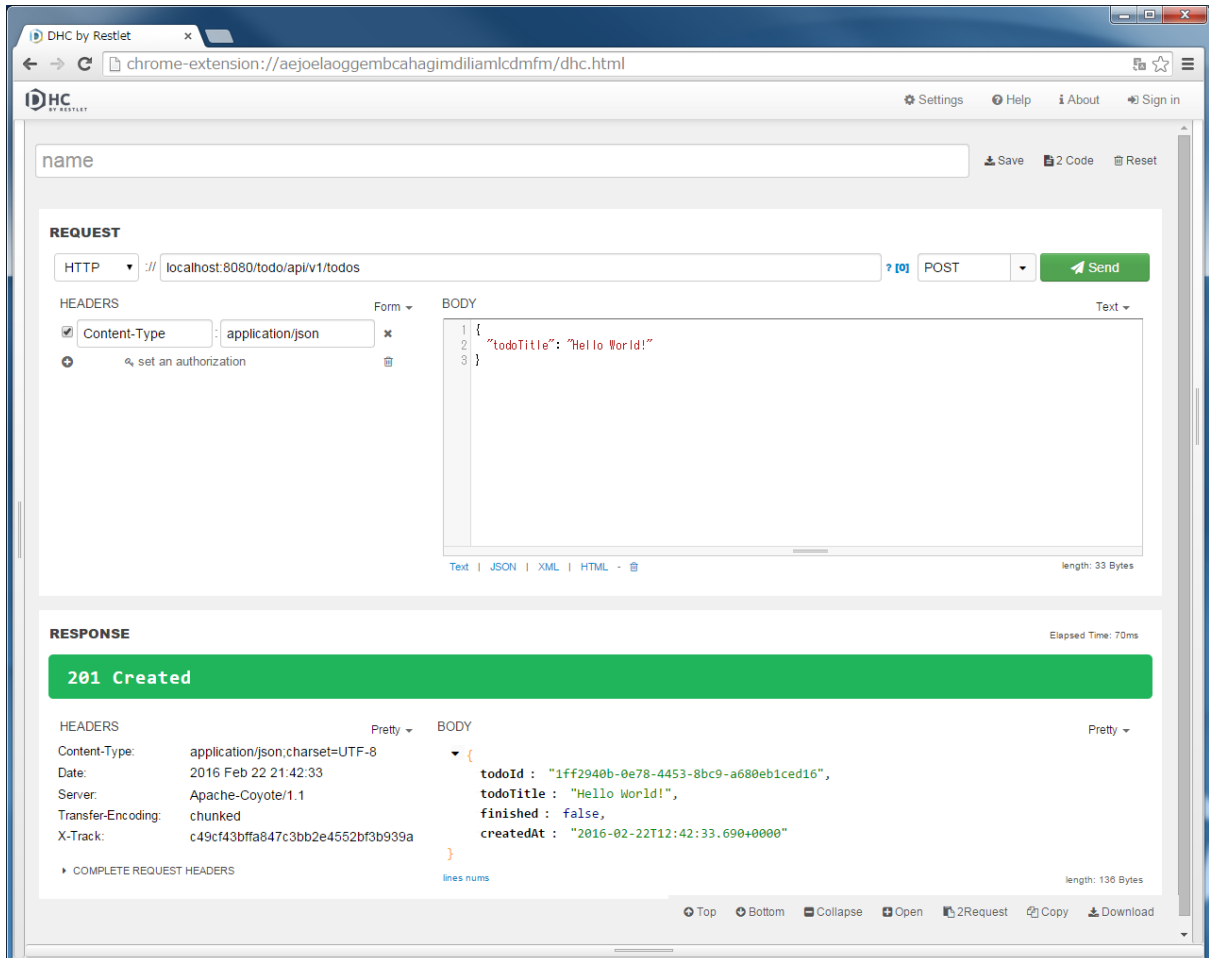 DHC by Restlet
chrome-extension://aejoelaoggembcahagimdiliamlcdmfm/dhc.html
DHC BY RESTLET
Settings Help About Sign in
name
Save 2 Code Reset
REQUEST
HTTP :// localhost:8080/todo/api/v1/todos ? [0] POST Send
HEADERS Form
Content-Type : application/json
set an authorization
BODY Text
1 {
2 "todoTitle": "Hello World!"
3 }
Text | JSON | XML | HTML - length: 33 Bytes
RESPONSE Elapsed Time: 70ms
201 Created
HEADERS Pretty
Content-Type: application/json;charset=UTF-8
Date: 2016 Feb 22 21:42:33
Server: Apache-Coyote/1.1
Transfer-Encoding: chunked
X-Track: c49cf43bffa847c3bb2e4552bf3b939a
COMPLETE REQUEST HEADERS
BODY Pretty
{
todoId : "1ff2940b-0e78-4453-8bc9-a680eb1ced16",
todoTitle : "Hello World!",
finished : false,
createdAt : "2016-02-22T12:42:33.690+0000"
}
lines nums length: 136 Bytes
Top Bottom Collapse Open 2Request Copy Download